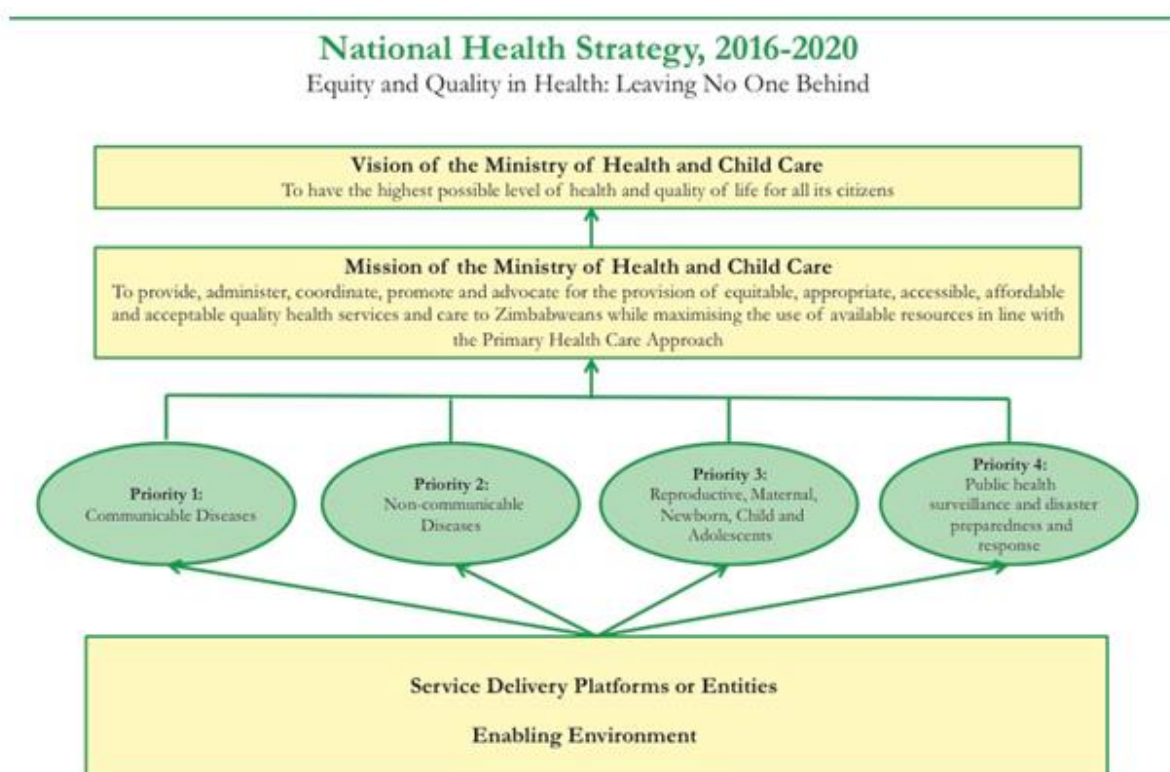 National Health Strategy, 2016-2020
Equity and Quality in Health: Leaving No One Behind
Vision of the Ministry of Health and Child Care
To have the highest possible level of health and quality of life for all its citizens
Mission of the Ministry of Health and Child Care
To provide, administer, coordinate, promote and advocate for the provision of equitable, appropriate, accessible, affordable
and acceptable quality health services and care to Zimbabweans while maximising the use of available resources in line with
the Primary Health Care Approach
Priority 1:
Communicable Diseases
Priority 2:
Non-communicable
Diseases
Priority 3:
Reproductive, Maternal,
Newborn, Child and
Adolescents
Priority 4:
Public health
surveillance and disaster
preparedness and
response
Service Delivery Platforms or Entities
Enabling Environment